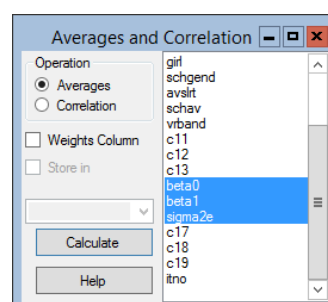 Averages and Correlation
Operation
Averages
Correlation
Weights Column
Store in
Calculate
Help
girl
schgend
avslrt
schav
vrband
c11
c12
c13
beta0
beta1
sigma2e
c17
c18
c19
itno